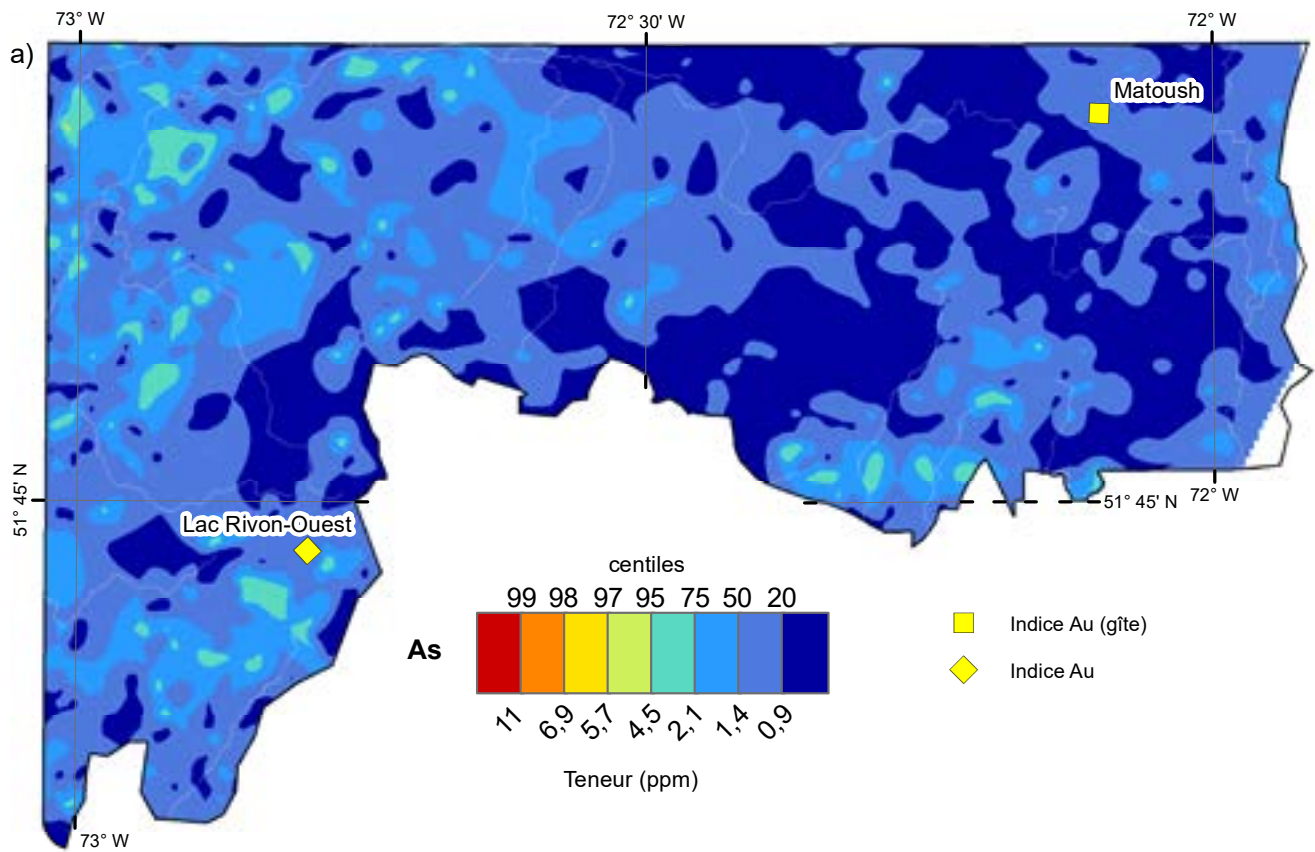 73° W
72° 30' W
72° W
a)
Matoush
51° 45' N
72° W
51° 45' N
Lac Rivon-Ouest
centiles
99 98 97 95 75 50 20
As
11 6,9 5,7 4,5 2,1 1,4 0,9
Teneur (ppm)
Indice Au (gîte)
Indice Au
73° W